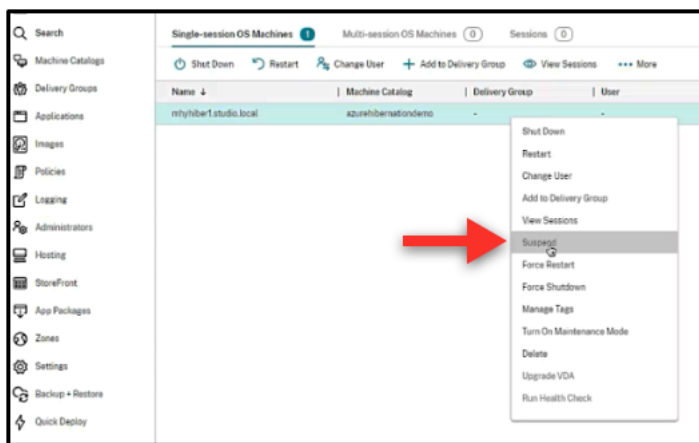 Search
Machine Catalogs
Delivery Groups
Applications
Images
Policies
Logging
Administrators
Hosting
StoreFront
App Packages
Zones
Settings
Backup + Restore
Quick Deploy
Single-session OS Machines 1 Multi-session OS Machines 0 Sessions 0
Shut Down Restart Change User Add to Delivery Group View Sessions ••• More
Name ↓ Machine Catalog Delivery Group User
mhyhiber1.studio.local azurehibernationdemo - -
Shut Down
Restart
Change User
Add to Delivery Group
View Sessions
Suspend
Force Restart
Force Shutdown
Manage Tags
Turn On Maintenance Mode
Delete
Upgrade VDA
Run Health Check